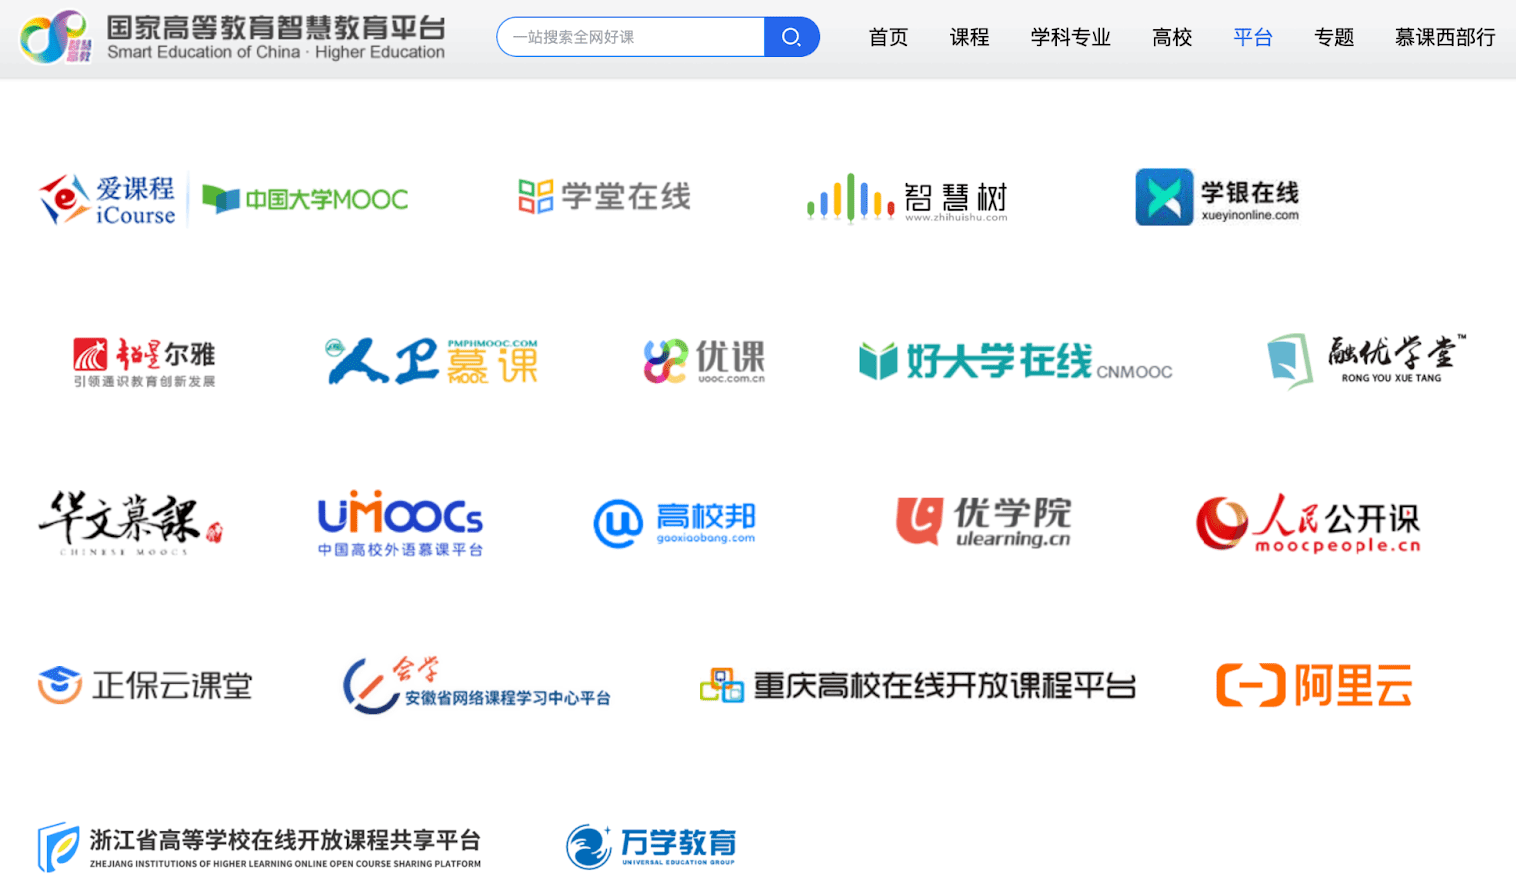 国家高等教育智慧教育平台
Smart Education of China · Higher Education
一站搜索全网好课
首页 课程 学科专业 高校 平台 专题 慕课西部行
爱课程
iCourse
中国大学MOOC
学堂在线
智慧树
www.zhihuishu.com
学银在线
xueyinonline.com
超星尔雅
引领通识教育创新发展
人卫慕课
PMPHMOOC.COM
MOOC
优课
uooc.com.cn
好大学在线 CNMOOC
融优学堂™
RONG YOU XUE TANG
华文慕課
CHINESE MOOCS
UMOOCs
中国高校外语慕课平台
高校邦
gaoxiaobang.com
优学院
ulearning.cn
人民公开课
moocpeople.cn
正保云课堂
会学
安徽省网络课程学习中心平台
重庆高校在线开放课程平台
阿里云
浙江省高等学校在线开放课程共享平台
ZHEJIANG INSTITUTIONS OF HIGHER LEARNING ONLINE OPEN COURSE SHARING PLATFORM
万学教育
UNIVERSAL EDUCATION GROUP